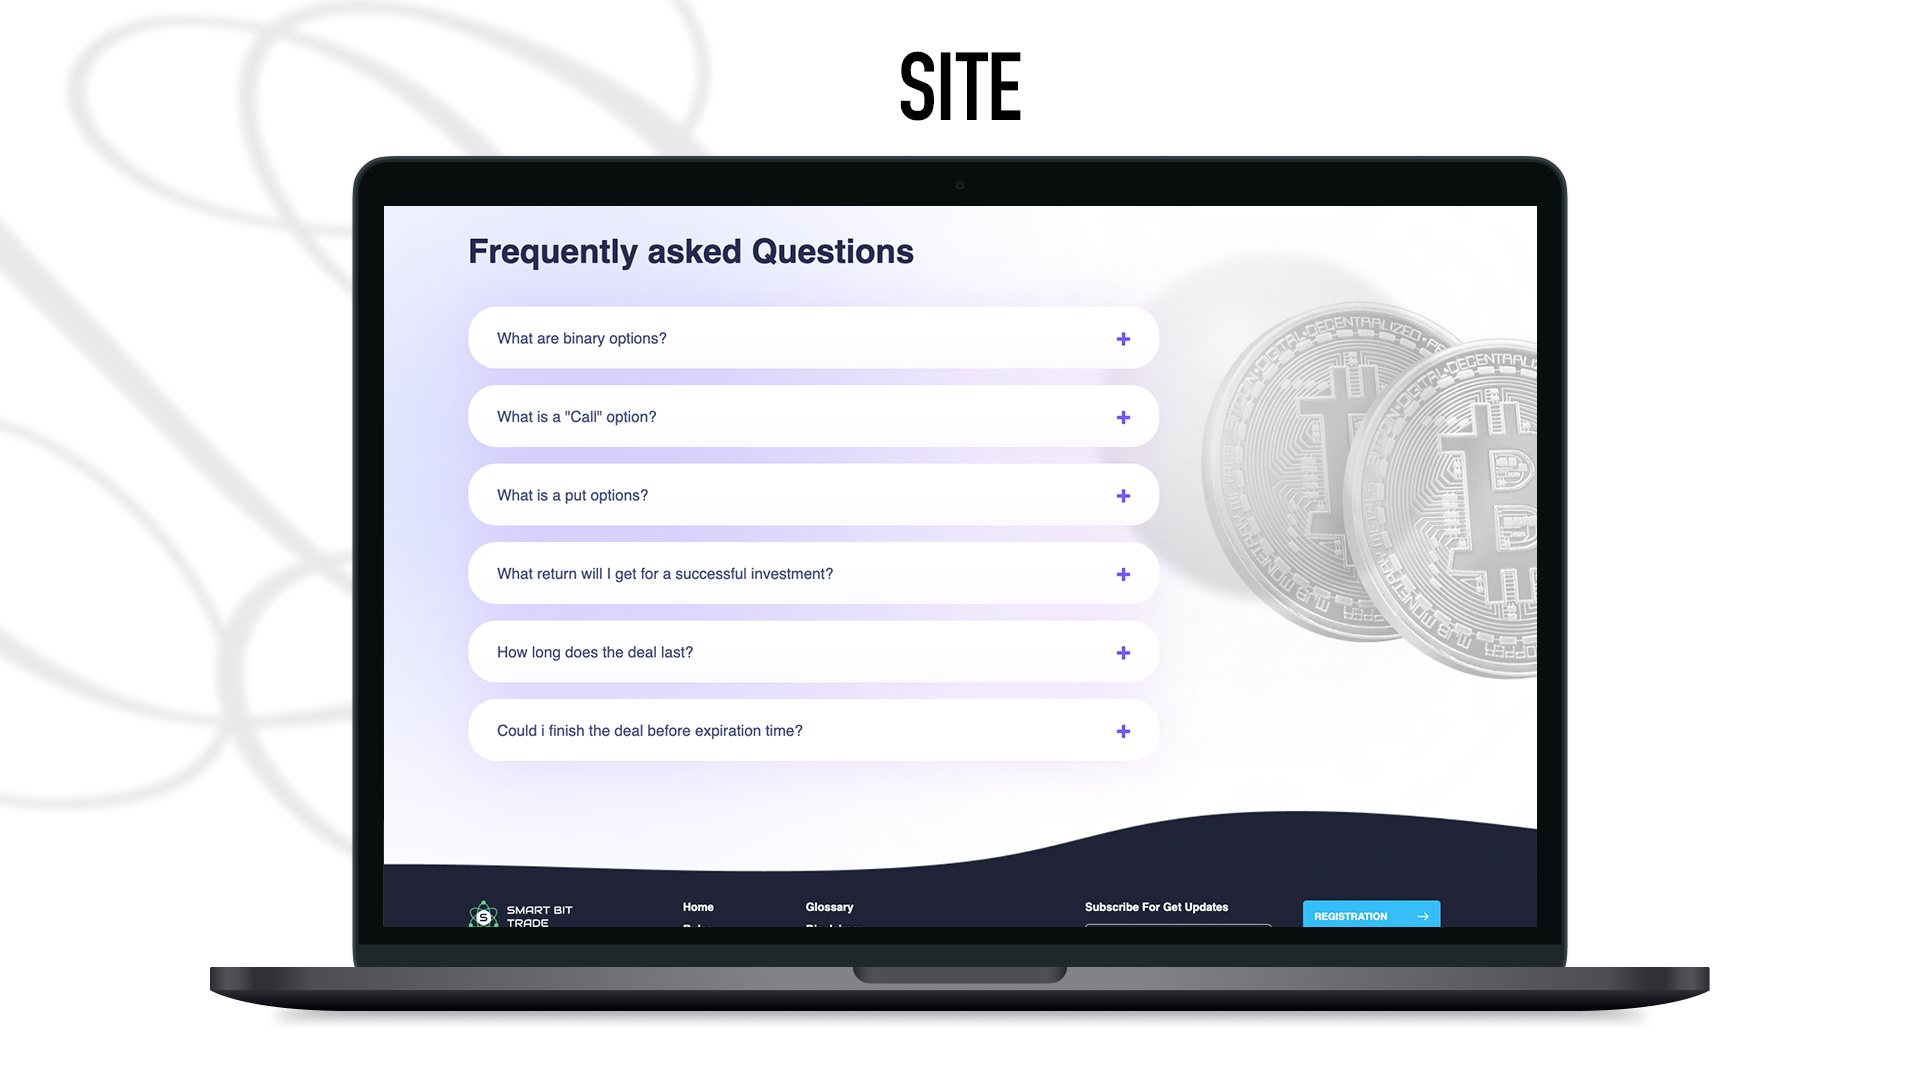 SITE
Frequently asked Questions
What are binary options?
What is a "Call" option?
What is a put options?
What return will I get for a successful investment?
How long does the deal last?
Could i finish the deal before expiration time?
SMART BIT
TRADE
Home
Glossary
Subscribe For Get Updates
REGISTRATION